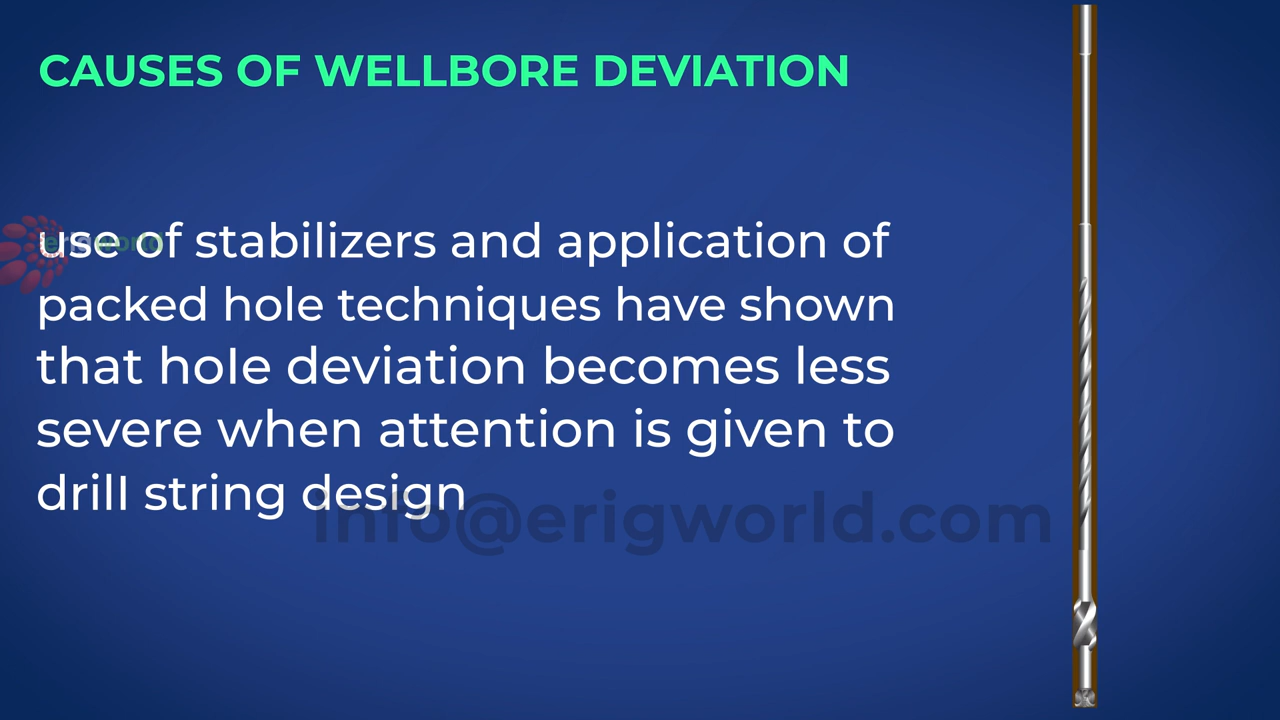 CAUSES OF WELLBORE DEVIATION
erigworld
use of stabilizers and application of
packed hole techniques have shown
that hole deviation becomes less
severe when attention is given to
drill string design
info@erigworld.com